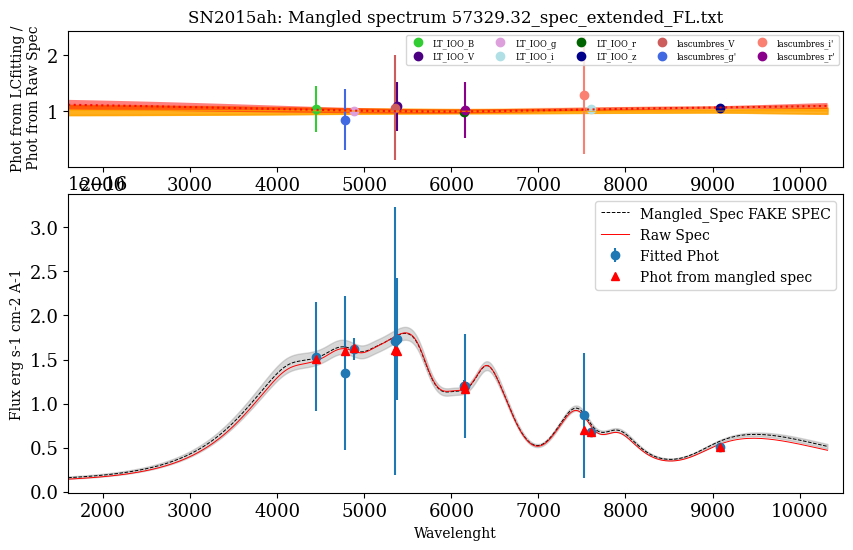 SN2015ah: Mangled spectrum 57329.32_spec_extended_FL.txt
Phot from LCfitting /
Phot from Raw Spec
2
1
LT_IOO_B LT_IOO_g LT_IOO_r lascumbres_V lascumbres_i'
LT_IOO_V LT_IOO_i LT_IOO_z lascumbres_g' lascumbres_r'
2000 3000 4000 5000 6000 7000 8000 9000 10000
1e−16
Flux erg s-1 cm-2 A-1
3.0
2.5
2.0
1.5
1.0
0.5
0.0
Mangled_Spec FAKE SPEC
Raw Spec
Fitted Phot
Phot from mangled spec
2000 3000 4000 5000 6000 7000 8000 9000 10000
Wavelenght